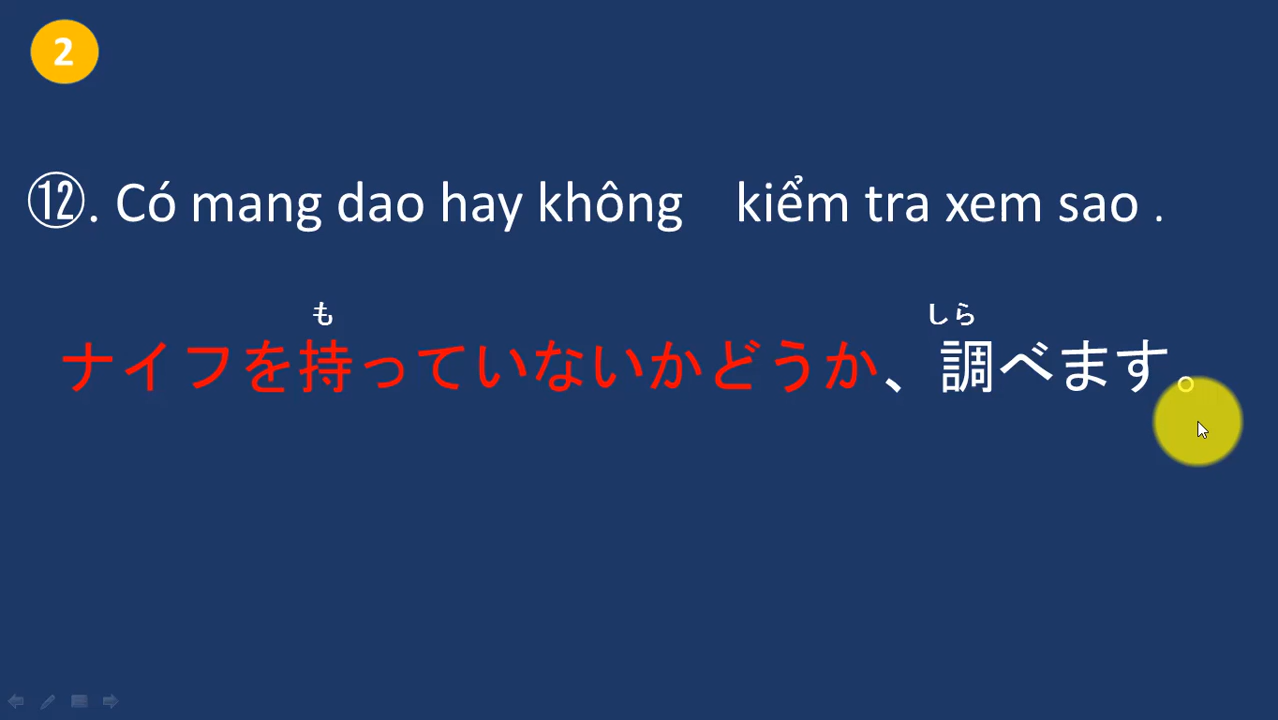 2
⑫. Có mang dao hay không kiểm tra xem sao .
も しら
ナイフを持っていないかどうか、調べます。